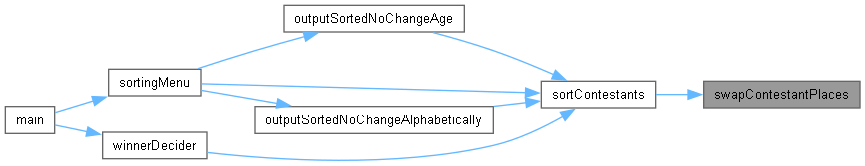 outputSortedNoChangeAge
sortingMenu
sortContestants
swapContestantPlaces
main
outputSortedNoChangeAlphabetically
winnerDecider